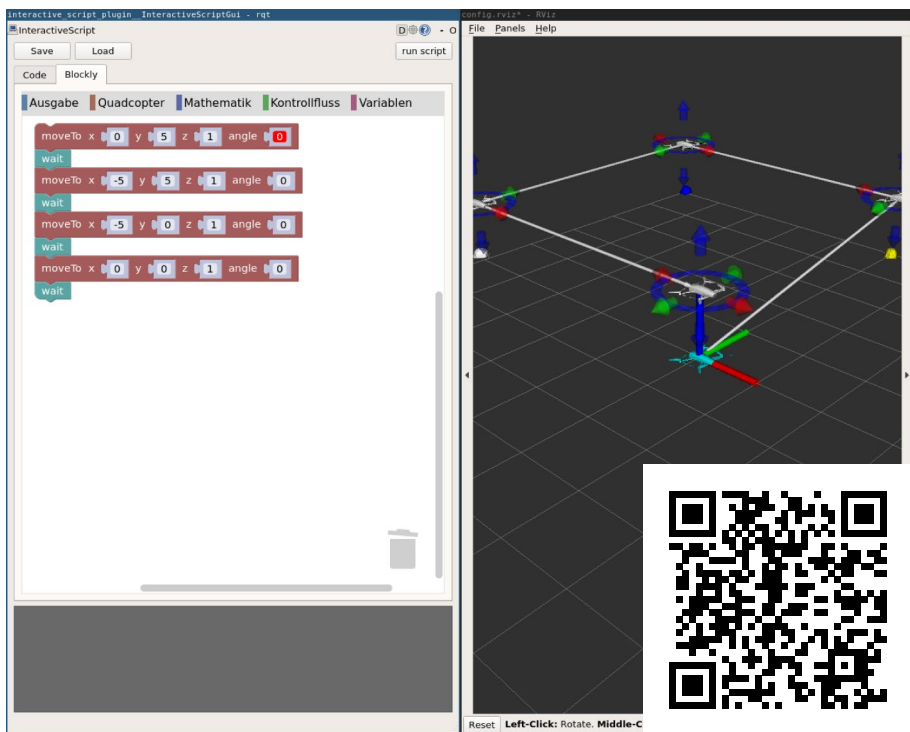 interactive_script_plugin__InteractiveScriptGui - rqt
InteractiveScript
D - O
Save Load run script
Code Blockly
Ausgabe Quadcopter Mathematik Kontrollfluss Variablen
moveTo x 0 y 5 z 1 angle 0
wait
moveTo x -5 y 5 z 1 angle 0
wait
moveTo x -5 y 0 z 1 angle 0
wait
moveTo x 0 y 0 z 1 angle 0
wait
config.rviz* - RViz
File Panels Help
Reset Left-Click: Rotate. Middle-C